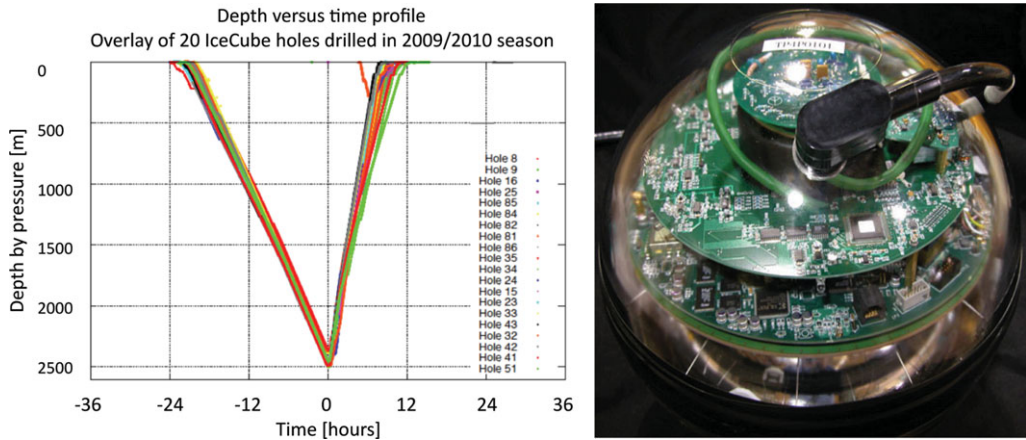 Depth versus time profile
Overlay of 20 IceCube holes drilled in 2009/2010 season
Depth by pressure [m]
0
500
1000
1500
2000
2500
Hole 8
Hole 9
Hole 16
Hole 25
Hole 85
Hole 84
Hole 82
Hole 81
Hole 86
Hole 35
Hole 34
Hole 24
Hole 15
Hole 23
Hole 33
Hole 43
Hole 32
Hole 42
Hole 41
Hole 51
-36 -24 -12 0 12 24 36
Time [hours]